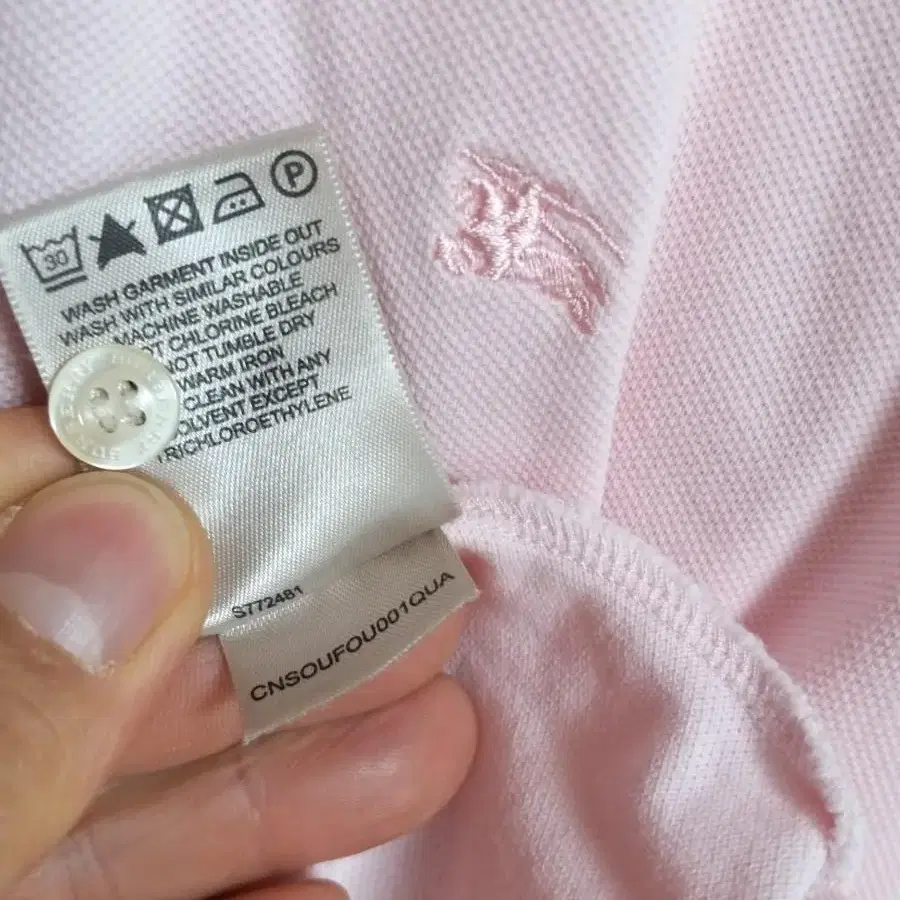 30
P
WASH GARMENT INSIDE OUT
WASH WITH SIMILAR COLOURS
MACHINE WASHABLE
CHLORINE BLEACH
NOT TUMBLE DRY
WARM IRON
CLEAN WITH ANY
SOLVENT EXCEPT
TRICHLOROETHYLENE
S772481
CNSOUFOU001QUA